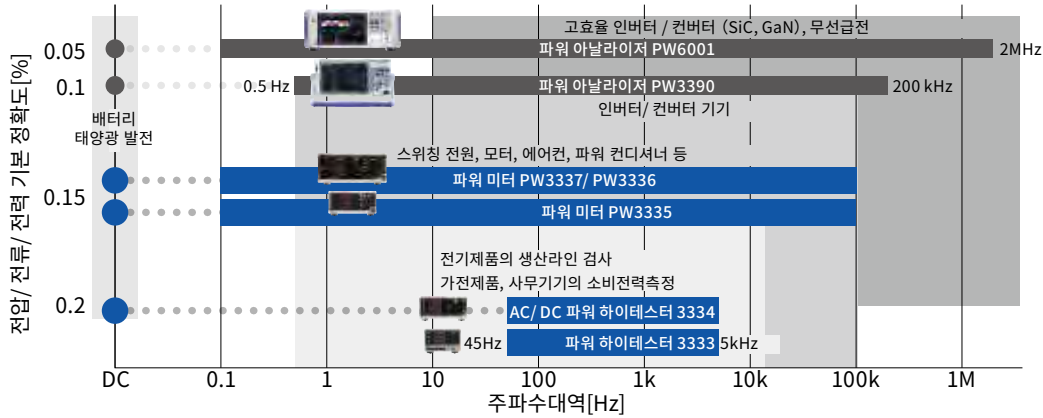 전압/ 전류/ 전력 기본 정확도[%]
0.05
0.1
0.15
0.2
고효율 인버터 / 컨버터 (SiC, GaN), 무선급전
파워 아날라이저 PW6001
2MHz
0.5 Hz
파워 아날라이저 PW3390
200 kHz
인버터/ 컨버터 기기
배터리
태양광 발전
스위칭 전원, 모터, 에어컨, 파워 컨디셔너 등
파워 미터 PW3337/ PW3336
파워 미터 PW3335
전기제품의 생산라인 검사
가전제품, 사무기기의 소비전력측정
AC/ DC 파워 하이테스터 3334
45Hz
파워 하이테스터 3333
5kHz
DC
0.1
1
10
100
1k
10k
100k
1M
주파수대역[Hz]